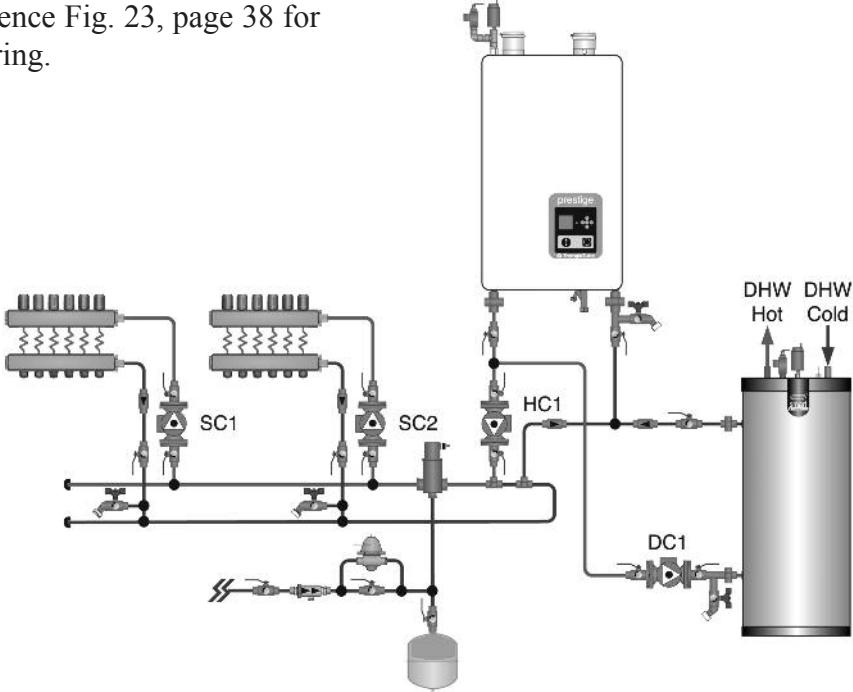 ence Fig. 23, page 38 for
ring.
prestige
DHW Hot
DHW Cold
SC1
SC2
HC1
DC1